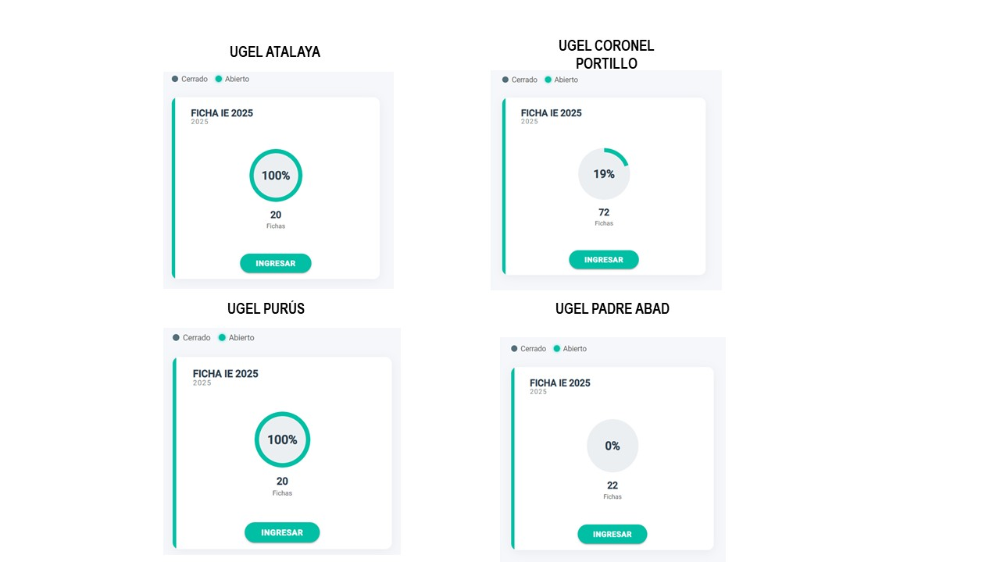 UGEL ATALAYA
Cerrado Abierto
FICHA IE 2025
2025
100%
20
Fichas
INGRESAR
UGEL CORONEL
PORTILLO
Cerrado Abierto
FICHA IE 2025
2025
19%
72
Fichas
INGRESAR
UGEL PURÚS
Cerrado Abierto
FICHA IE 2025
2025
100%
20
Fichas
INGRESAR
UGEL PADRE ABAD
Cerrado Abierto
FICHA IE 2025
2025
0%
22
Fichas
INGRESAR